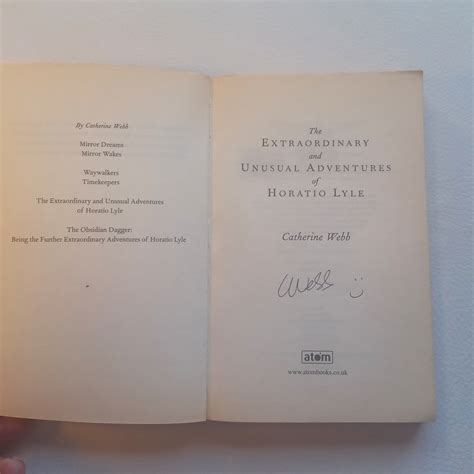 By Catherine Webb
Mirror Dreams
Mirror Wakes
Waywalkers
Timekeepers
The Extraordinary and Unusual Adventures
of Horatio Lyle
The Obsidian Dagger:
Being the Further Extraordinary Adventures of Horatio Lyle
The
EXTRAORDINARY
and
UNUSUAL ADVENTURES
of
HORATIO LYLE
Catherine Webb
CWebb :)
atom
www.atombooks.co.uk